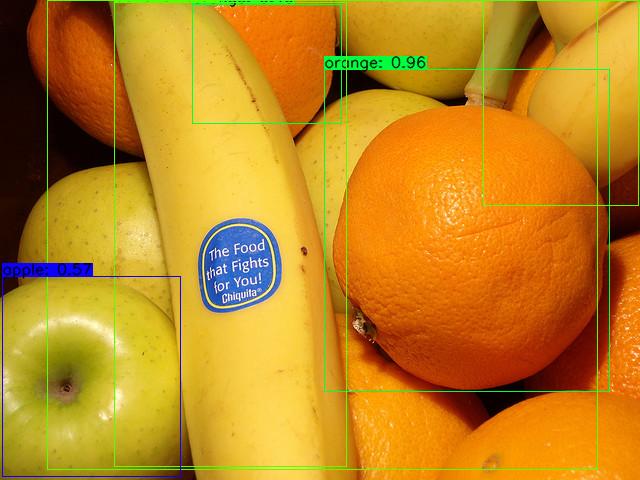 orange: 0.96
The Food
that Fights
for You!
Chiquita®
apple: 0.57